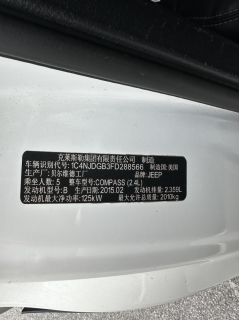 克莱斯勒集团有限公司 制造
车辆识别代号: 1C4NJDGB3FD288566 制造国: 美国
工厂: 贝尔维德工厂 品牌: JEEP
乘坐人数: 5 整车型号: COMPASS (2.4L)
发动机型号: B 生产日期: 2015.02 发动机排量: 2.359L
发动机最大净功率: 125kW 最大允许总质量: 2010kg